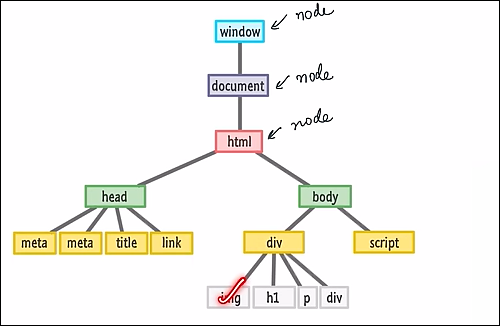 window node
document node
html node
head body
meta meta title link div script
img h1 p div